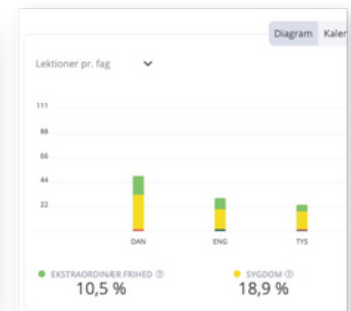 Diagram Kalen
Lektioner pr. fag
111
88
66
44
22
DAN ENG TYS
EKSTRAORDINÆR FRIHED ? SYGDOM ?
10,5 % 18,9 %